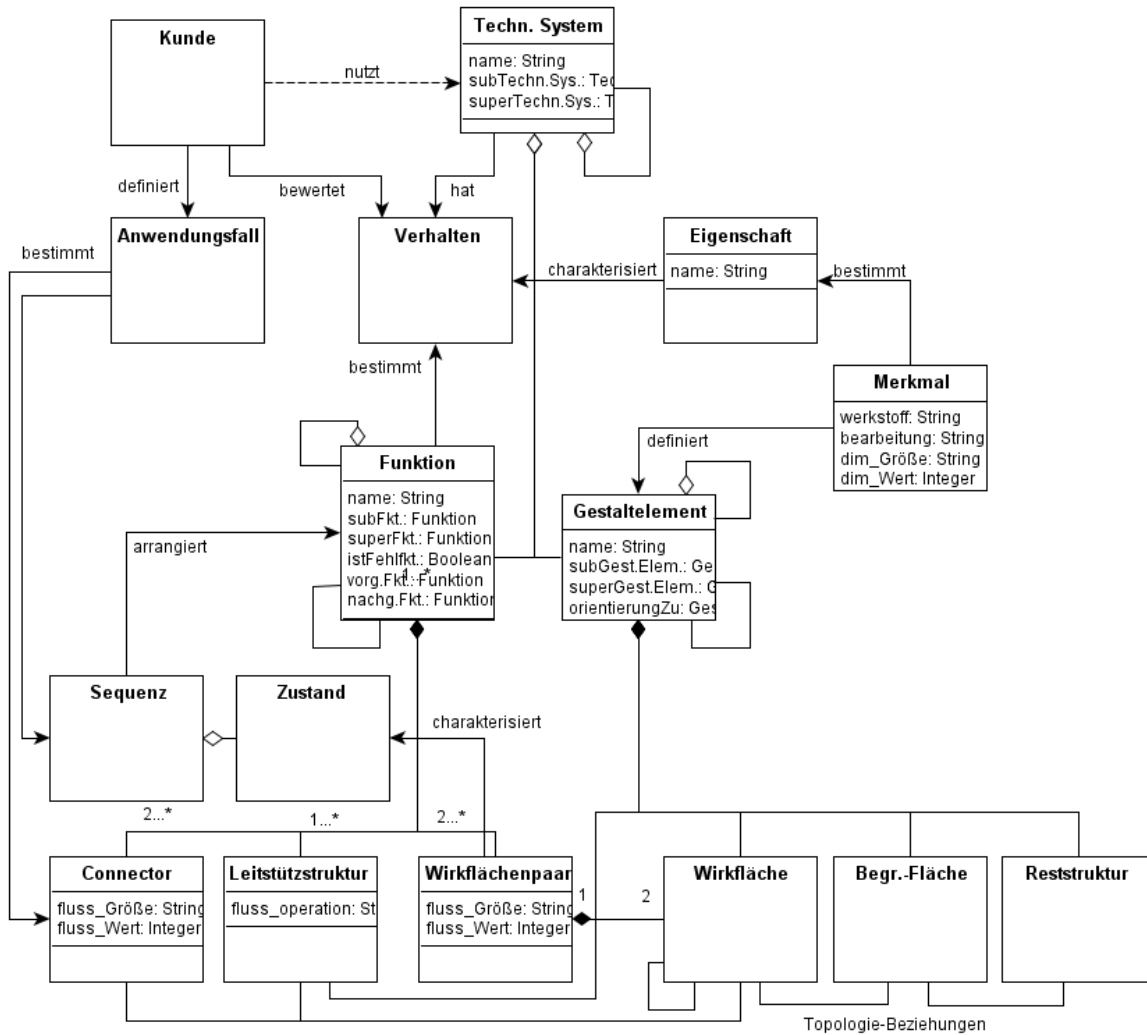 Kunde
nutzt
Techn. System
name: String
subTechn.Sys.: Tec
superTechn.Sys.: T
definiert
bewertet
hat
bestimmt
Anwendungsfall
Verhalten
charakterisiert
Eigenschaft
name: String
bestimmt
bestimmt
Merkmal
werkstoff: String
bearbeitung: String
dim_Größe: String
dim_Wert: Integer
definiert
Funktion
name: String
subFkt.: Funktion
superFkt.: Funktion
istFehlfkt.: Boolean
vorg.Fkt.: Funktion
nachg.Fkt.: Funktion
1...*
Gestaltelement
name: String
subGest.Elem.: Ge
superGest.Elem.: G
orientierungZu: Ges
arrangiert
Sequenz
Zustand
charakterisiert
2...*
1...*
2...*
Connector
fluss_Größe: String
fluss_Wert: Integer
Leitstützstruktur
fluss_operation: St
Wirkflächenpaar
fluss_Größe: String
fluss_Wert: Integer
1
2
Wirkfläche
Begr.-Fläche
Reststruktur
Topologie-Beziehungen